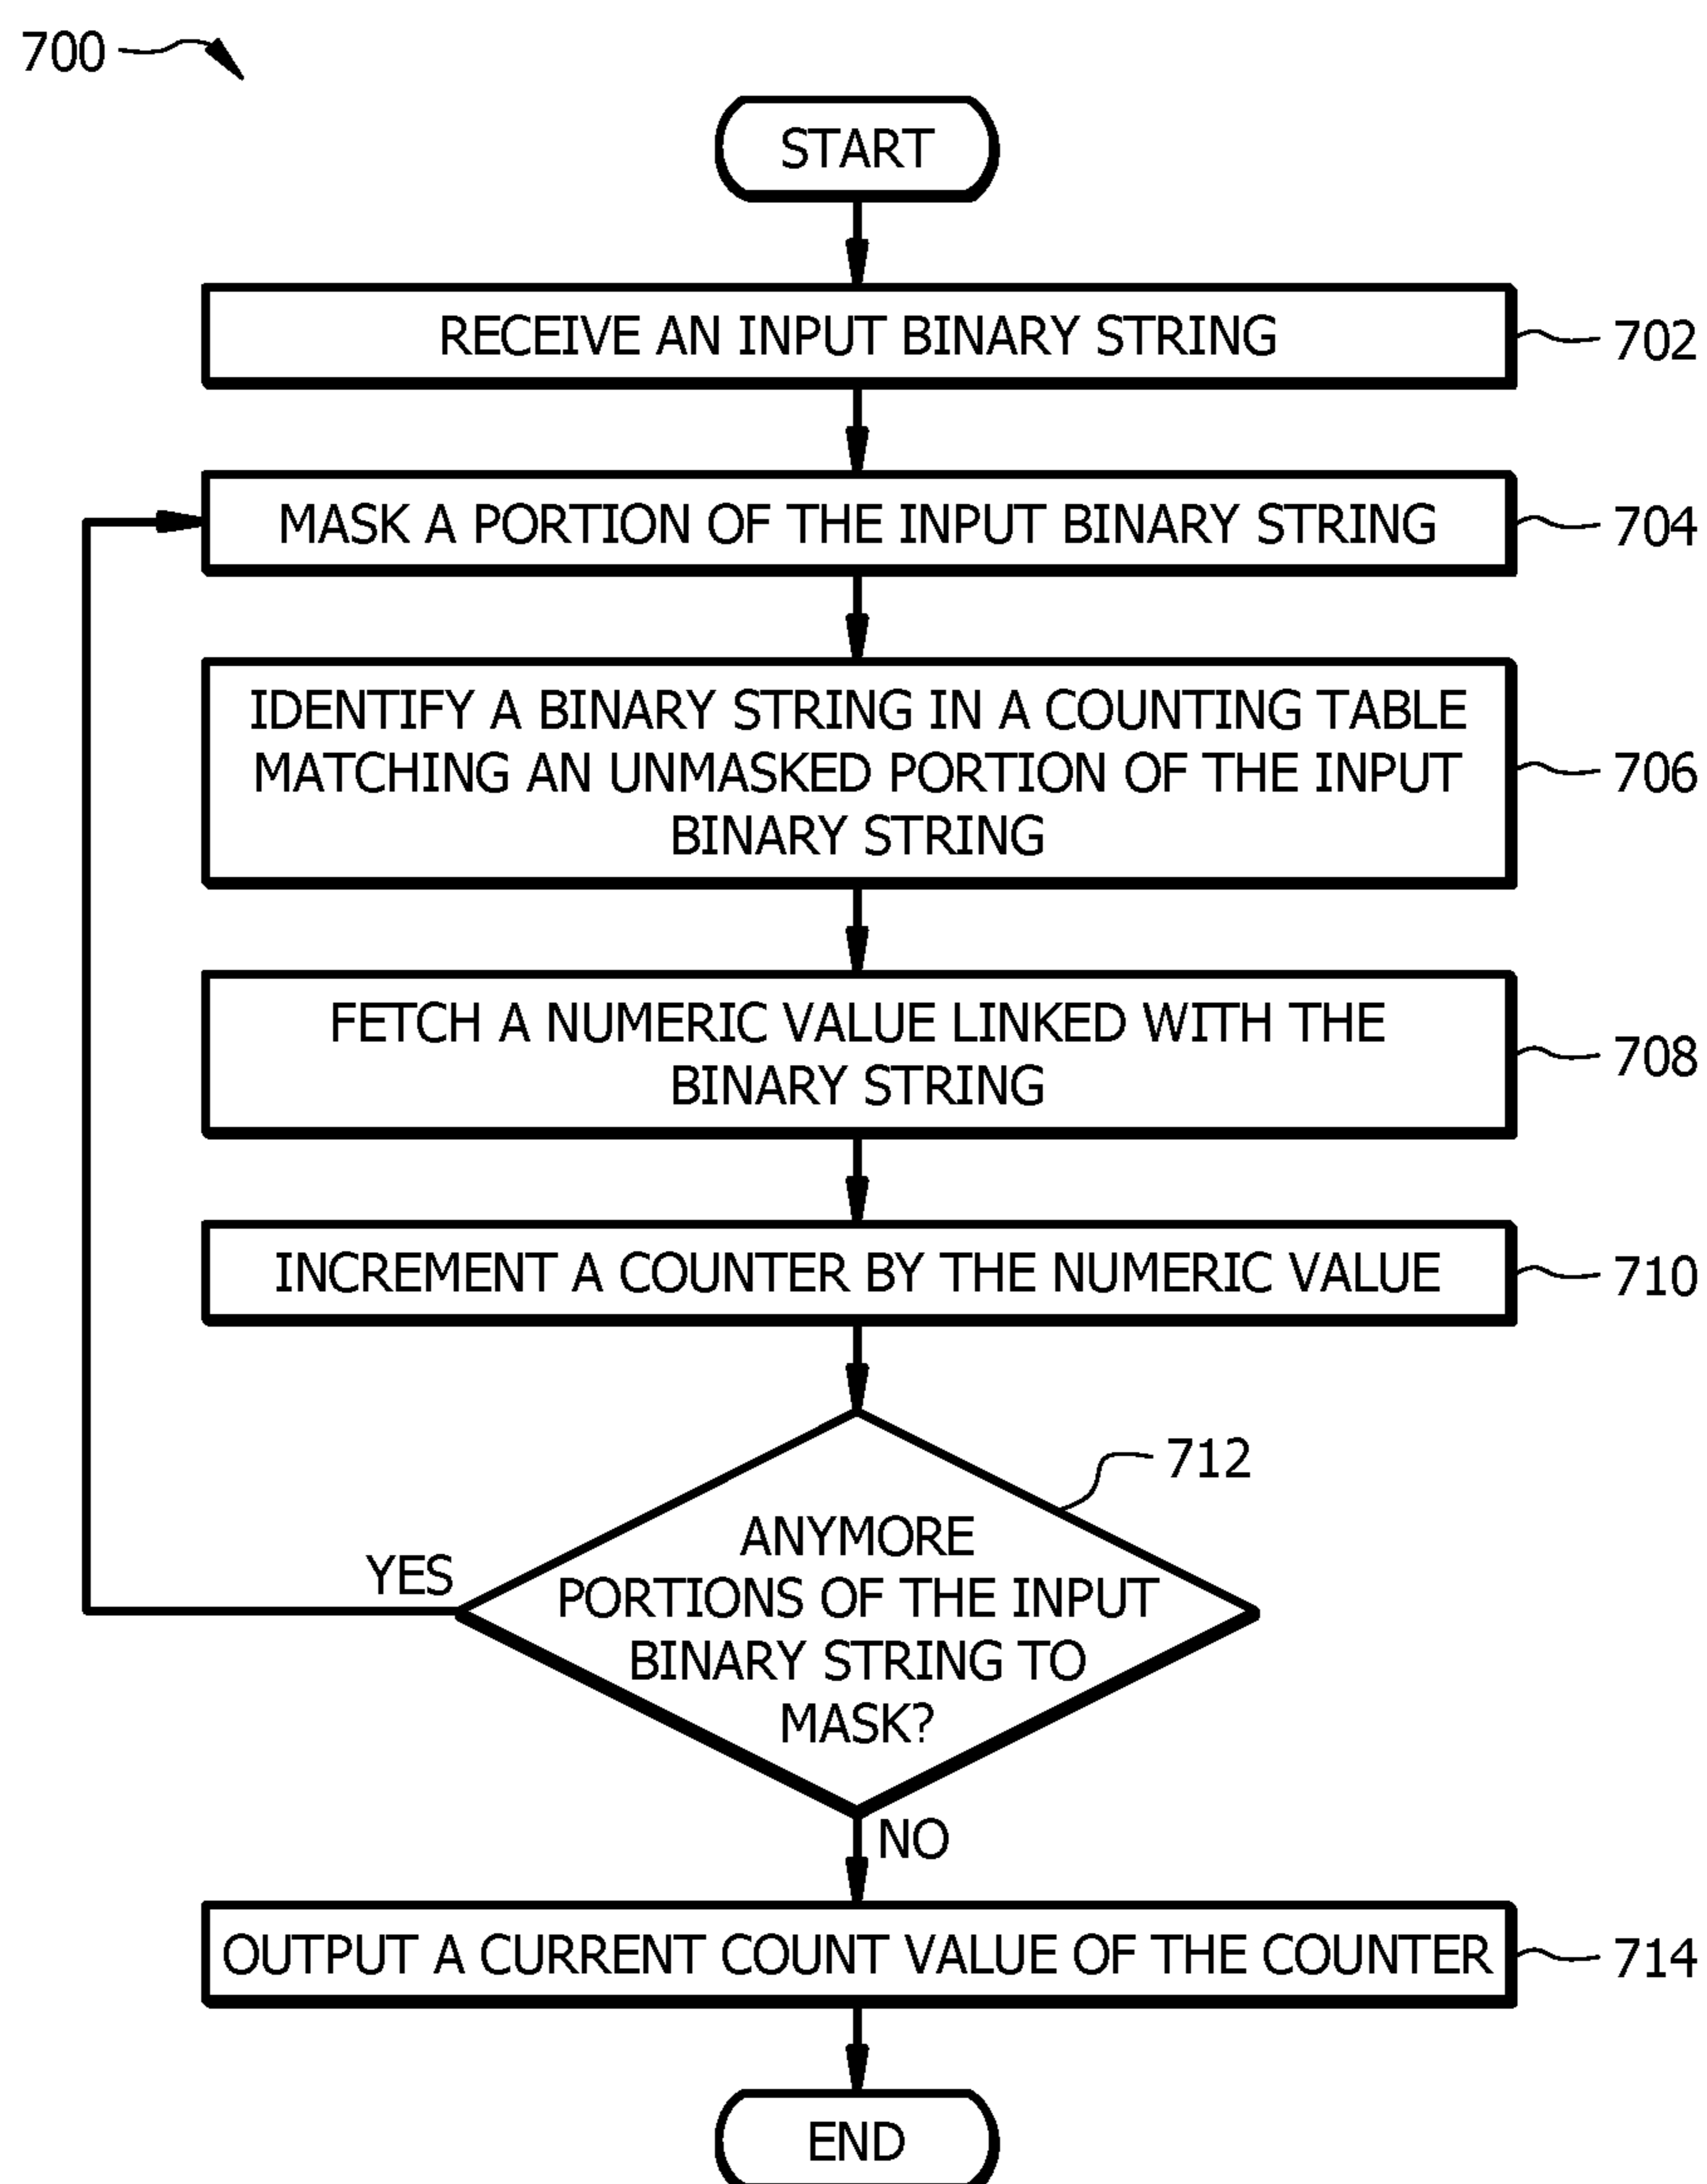 700
START
RECEIVE AN INPUT BINARY STRING
702
MASK A PORTION OF THE INPUT BINARY STRING
704
IDENTIFY A BINARY STRING IN A COUNTING TABLE
MATCHING AN UNMASKED PORTION OF THE INPUT
BINARY STRING
706
FETCH A NUMERIC VALUE LINKED WITH THE
BINARY STRING
708
INCREMENT A COUNTER BY THE NUMERIC VALUE
710
712
ANYMORE
PORTIONS OF THE INPUT
BINARY STRING TO
MASK?
YES
NO
OUTPUT A CURRENT COUNT VALUE OF THE COUNTER
714
END